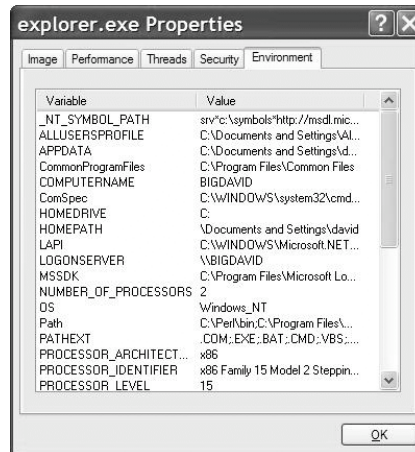 explorer.exe Properties
Image Performance Threads Security Environment
Variable Value
_NT_SYMBOL_PATH srv*c:\symbols*http://msdl.mic...
ALLUSERSPROFILE C:\Documents and Settings\Al...
APPDATA C:\Documents and Settings\d...
CommonProgramFiles C:\Program Files\Common Files
COMPUTERNAME BIGDAVID
ComSpec C:\WINDOWS\system32\cmd...
HOMEDRIVE C:
HOMEPATH \Documents and Settings\david
LAPI C:\WINDOWS\Microsoft.NET...
LOGONSERVER \\BIGDAVID
MSSDK C:\Program Files\Microsoft Lo...
NUMBER_OF_PROCESSORS 2
OS Windows_NT
Path C:\Perl\bin;C:\Program Files\...
PATHEXT .COM;.EXE;.BAT;.CMD;.VBS;...
PROCESSOR_ARCHITECT... x86
PROCESSOR_IDENTIFIER x86 Family 15 Model 2 Steppin...
PROCESSOR_LEVEL 15
OK